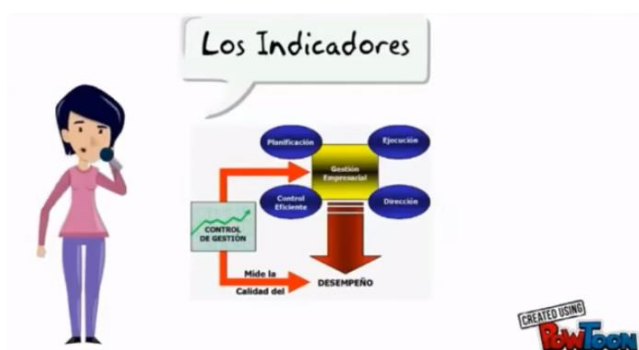 Los Indicadores
Planificación
Ejecución
Gestión
Empresarial
Control
Eficiente
Dirección
CONTROL
DE GESTIÓN
Mide la
Calidad del
DESEMPEÑO
CREATED USING
POWTOON